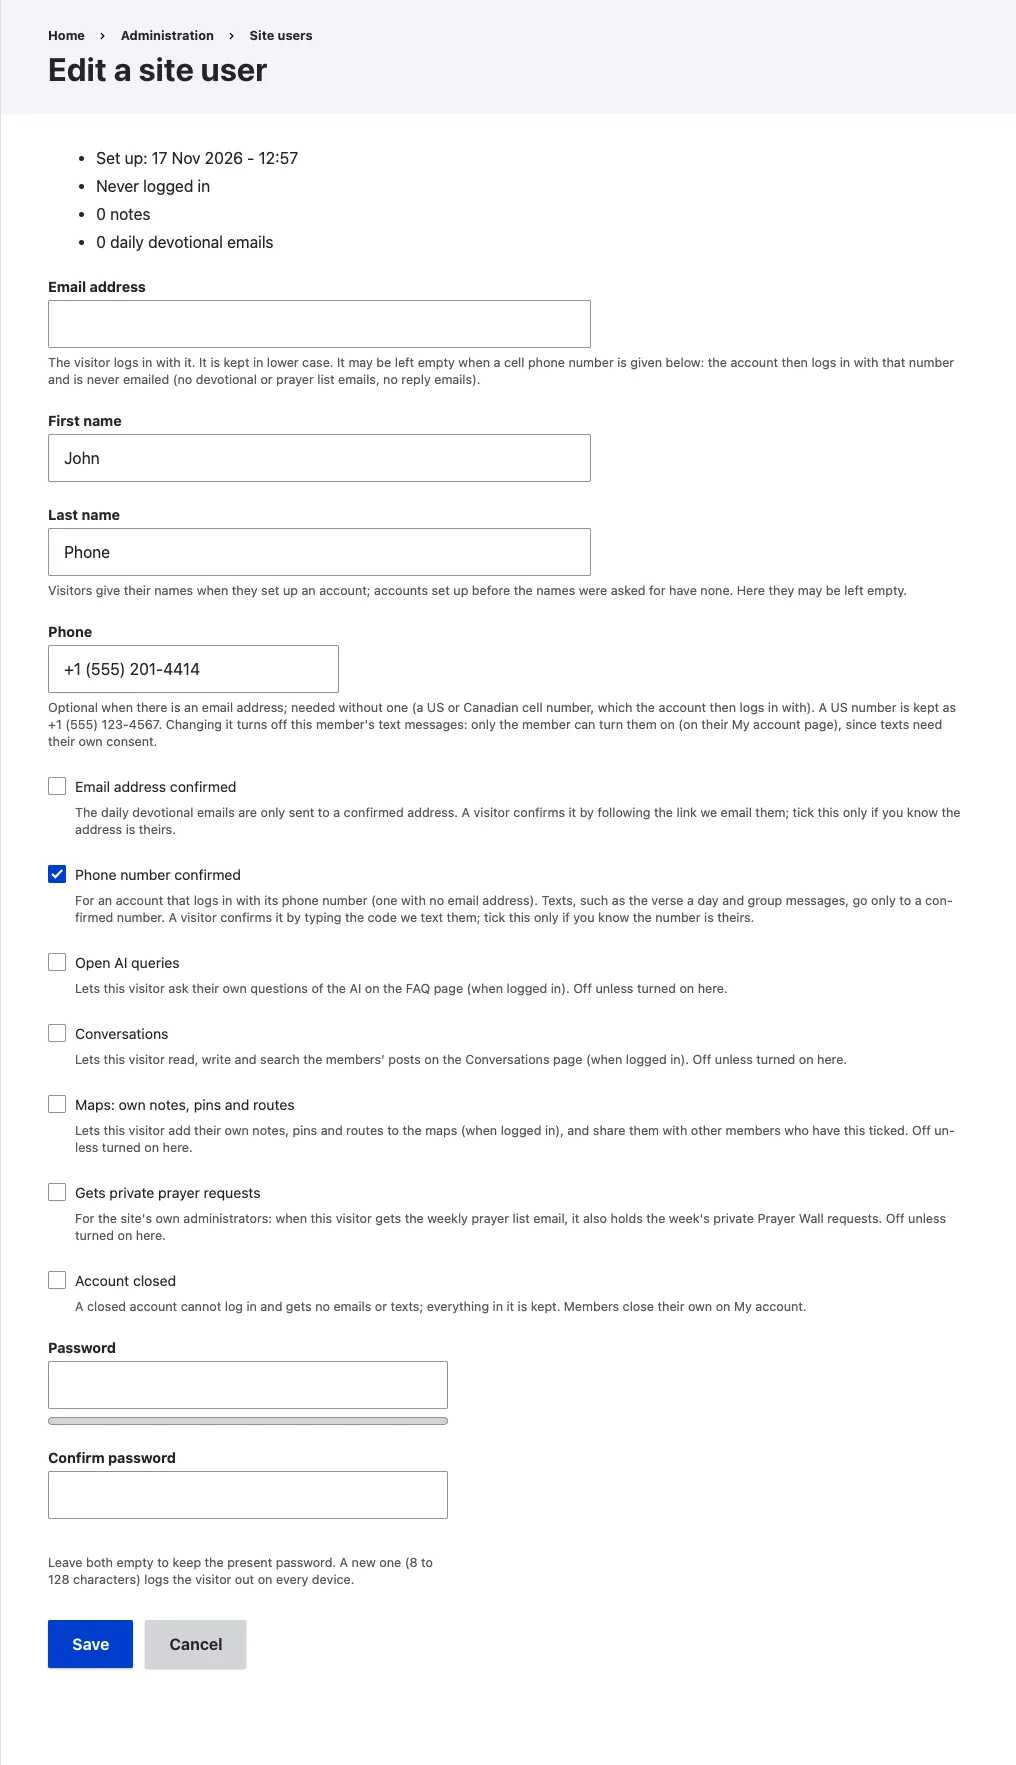 Home › Administration › Site users
Edit a site user
• Set up: 17 Nov 2026 - 12:57
• Never logged in
• 0 notes
• 0 daily devotional emails
Email address
The visitor logs in with it. It is kept in lower case. It may be left empty when a cell phone number is given below: the account then logs in with that number
and is never emailed (no devotional or prayer list emails, no reply emails).
First name
John
Last name
Phone
Visitors give their names when they set up an account; accounts set up before the names were asked for have none. Here they may be left empty.
Phone
+1 (555) 201-4414
Optional when there is an email address; needed without one (a US or Canadian cell number, which the account then logs in with). A US number is kept as
+1 (555) 123-4567. Changing it turns off this member's text messages: only the member can turn them on (on their My account page), since texts need
their own consent.
Email address confirmed
The daily devotional emails are only sent to a confirmed address. A visitor confirms it by following the link we email them; tick this only if you know the
address is theirs.
Phone number confirmed
For an account that logs in with its phone number (one with no email address). Texts, such as the verse a day and group messages, go only to a con-
firmed number. A visitor confirms it by typing the code we text them; tick this only if you know the number is theirs.
Open AI queries
Lets this visitor ask their own questions of the AI on the FAQ page (when logged in). Off unless turned on here.
Conversations
Lets this visitor read, write and search the members' posts on the Conversations page (when logged in). Off unless turned on here.
Maps: own notes, pins and routes
Lets this visitor add their own notes, pins and routes to the maps (when logged in), and share them with other members who have this ticked. Off un-
less turned on here.
Gets private prayer requests
For the site's own administrators: when this visitor gets the weekly prayer list email, it also holds the week's private Prayer Wall requests. Off unless
turned on here.
Account closed
A closed account cannot log in and gets no emails or texts; everything in it is kept. Members close their own on My account.
Password
Confirm password
Leave both empty to keep the present password. A new one (8 to
128 characters) logs the visitor out on every device.
Save Cancel